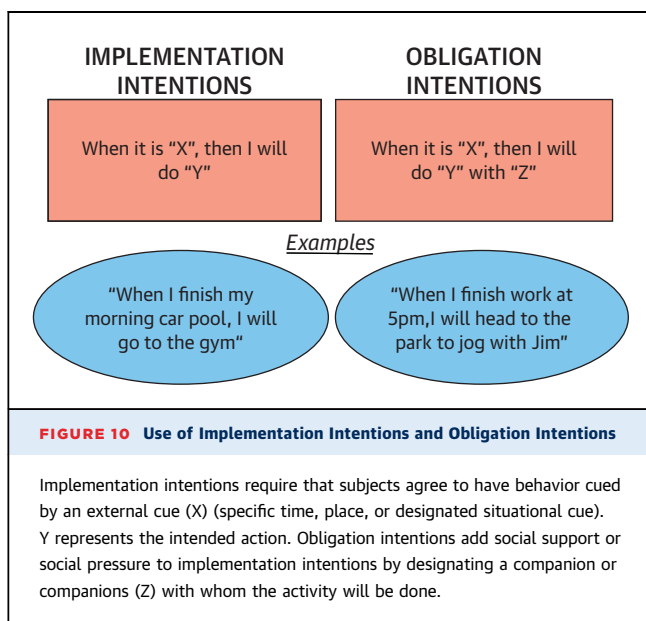 IMPLEMENTATION
INTENTIONS
When it is “X”, then I will
do “Y”
OBLIGATION
INTENTIONS
When it is “X”, then I will
do “Y” with “Z”
Examples
“When I finish my
morning car pool, I will
go to the gym“
“When I finish work at
5pm,I will head to the
park to jog with Jim”
FIGURE 10 Use of Implementation Intentions and Obligation Intentions
Implementation intentions require that subjects agree to have behavior cued
by an external cue (X) (specific time, place, or designated situational cue).
Y represents the intended action. Obligation intentions add social support or
social pressure to implementation intentions by designating a companion or
companions (Z) with whom the activity will be done.